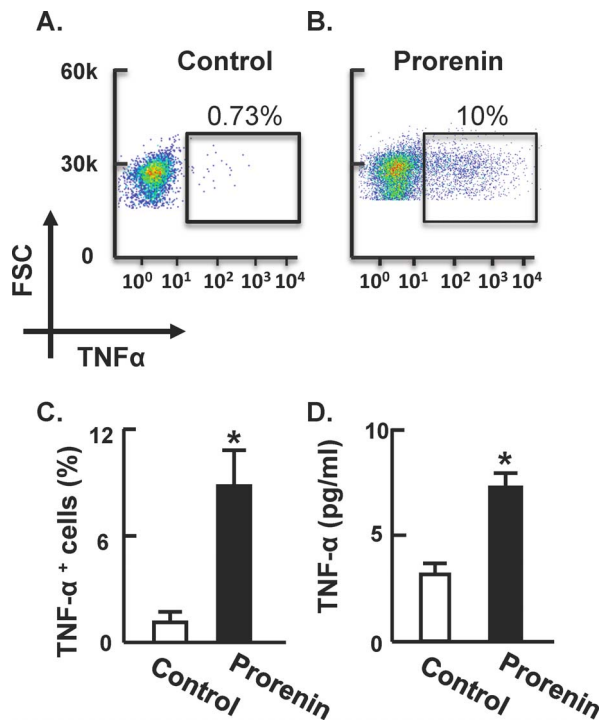 A.
B.
Control
Prorenin
60k
30k
0
0.73%
10%
10⁰ 10¹ 10² 10³ 10⁴
10⁰ 10¹ 10² 10³ 10⁴
FSC
TNFα
C.
D.
TNF-α ⁺ cells (%)
12
6
0
*
Control
Prorenin
TNF-α (pg/ml)
10
5
0
*
Control
Prorenin